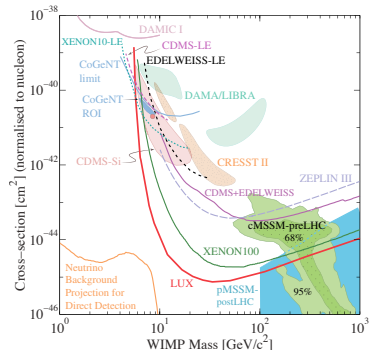 10^-38
DAMIC I
XENON10-LE
CDMS-LE
EDELWEISS-LE
CoGeNT
limit
CoGeNT
ROI
DAMA/LIBRA
10^-40
10^-42
CDMS-Si
CRESST II
ZEPLIN III
CDMS+EDELWEISS
cMSSM-preLHC
68%
10^-44
XENON100
Neutrino
Background
Projection for
Direct Detection
LUX
pMSSM-
postLHC
95%
10^-46
1
10^1
10^2
10^3
WIMP Mass [GeV/c^2]
Cross-section [cm^2] (normalised to nucleon)